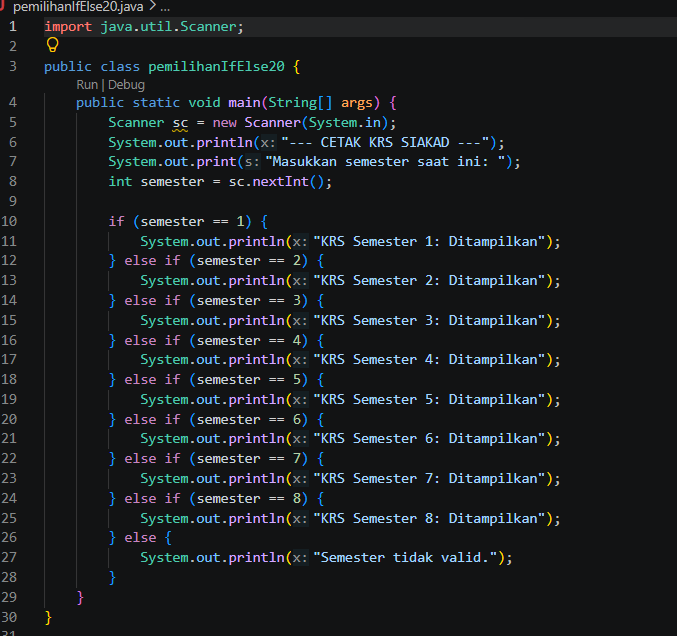 pemilihanIfElse20.java > ...
1 import java.util.Scanner;
2
3 public class pemilihanIfElse20 {
Run | Debug
4 public static void main(String[] args) {
5 Scanner sc = new Scanner(System.in);
6 System.out.println(x: "--- CETAK KRS SIAKAD ---");
7 System.out.print(s: "Masukkan semester saat ini: ");
8 int semester = sc.nextInt();
9
10 if (semester == 1) {
11 System.out.println(x: "KRS Semester 1: Ditampilkan");
12 } else if (semester == 2) {
13 System.out.println(x: "KRS Semester 2: Ditampilkan");
14 } else if (semester == 3) {
15 System.out.println(x: "KRS Semester 3: Ditampilkan");
16 } else if (semester == 4) {
17 System.out.println(x: "KRS Semester 4: Ditampilkan");
18 } else if (semester == 5) {
19 System.out.println(x: "KRS Semester 5: Ditampilkan");
20 } else if (semester == 6) {
21 System.out.println(x: "KRS Semester 6: Ditampilkan");
22 } else if (semester == 7) {
23 System.out.println(x: "KRS Semester 7: Ditampilkan");
24 } else if (semester == 8) {
25 System.out.println(x: "KRS Semester 8: Ditampilkan");
26 } else {
27 System.out.println(x: "Semester tidak valid.");
28 }
29 }
30 }
31